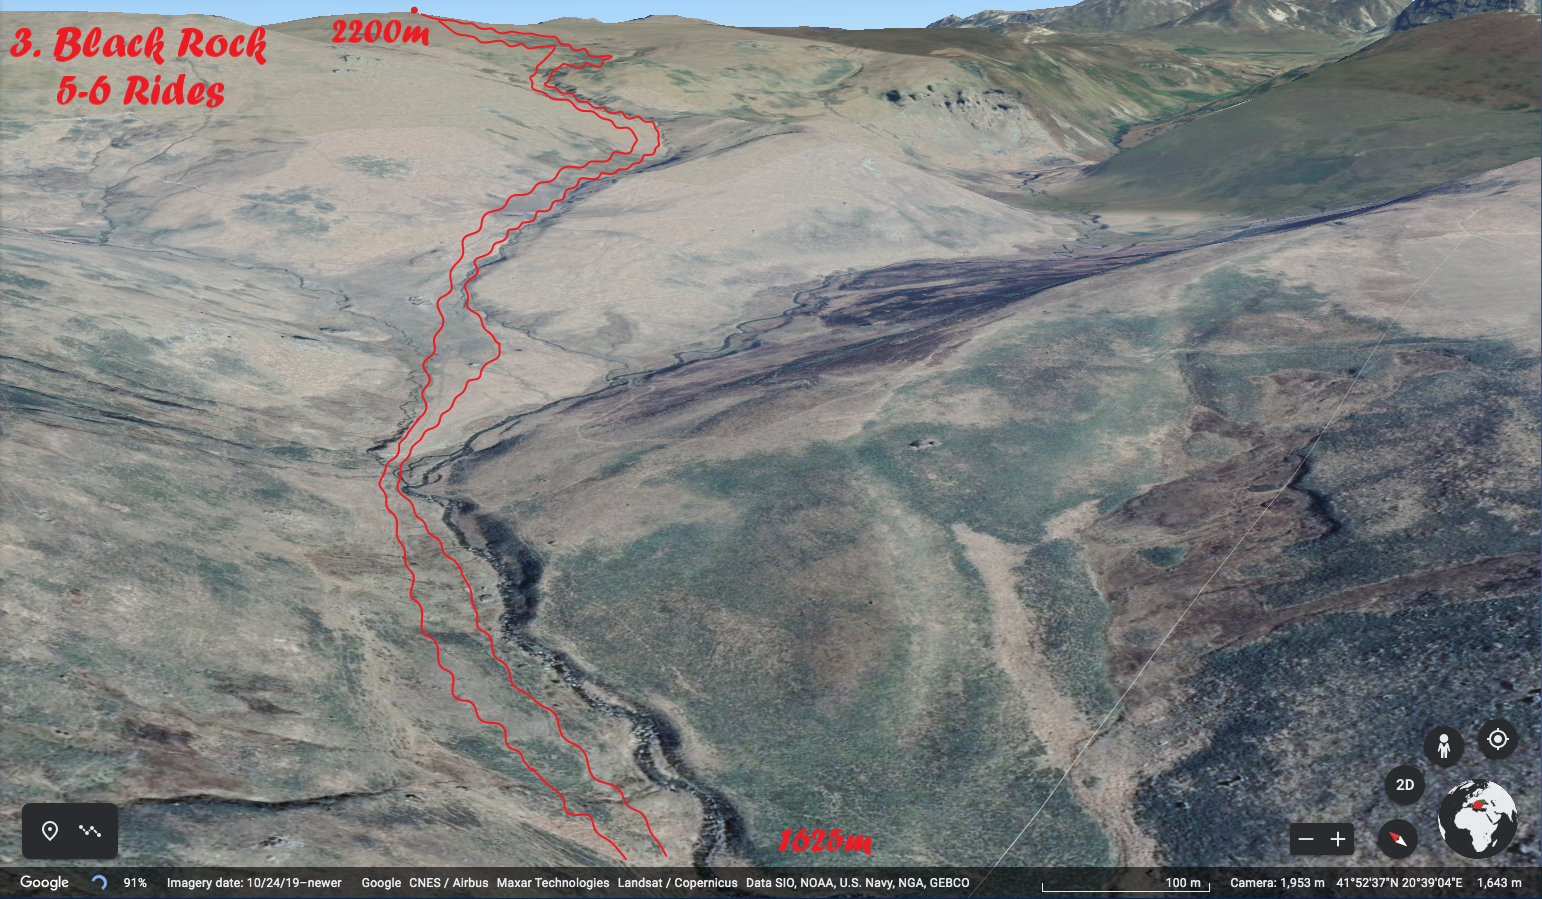 3. Black Rock
5-6 Rides
2200m
1625m
2D
Google 91% Imagery date: 10/24/19–newer Google CNES / Airbus Maxar Technologies Landsat / Copernicus Data SIO, NOAA, U.S. Navy, NGA, GEBCO 100 m Camera: 1,953 m 41°52'37"N 20°39'04"E 1,643 m